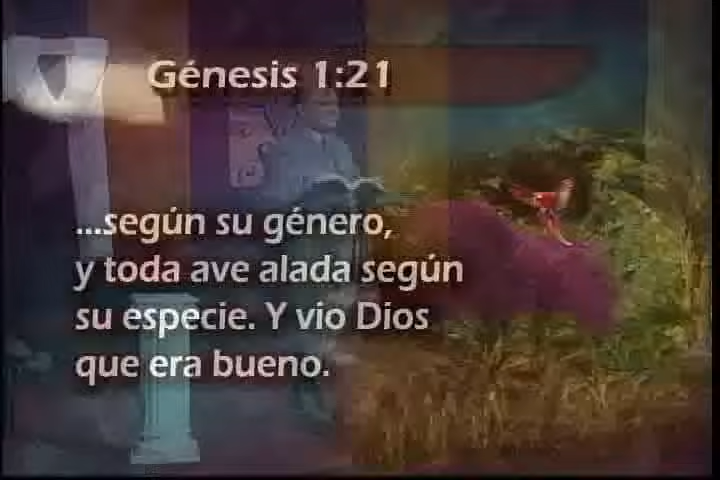 Génesis 1:21
...según su género,
y toda ave alada según
su especie. Y vio Dios
que era bueno.